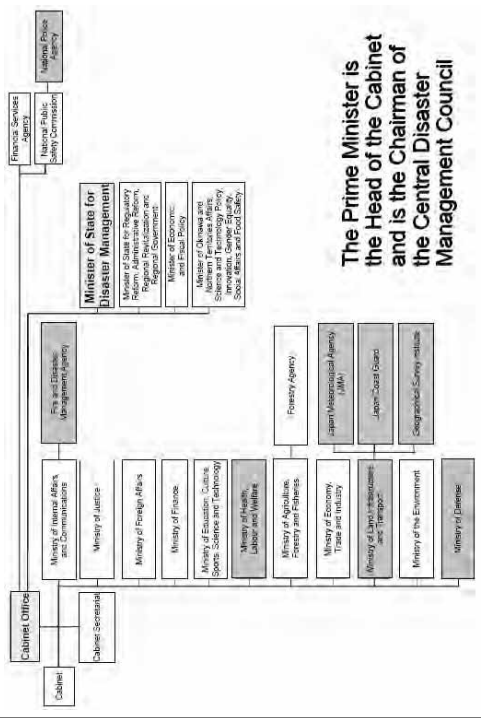 Cabinet
Cabinet Office
Cabinet Secretariat
Financial Services
Agency
National Public
Safety Commission
National Police
Agency
Minister of State for
Disaster Management
Minister of State for Regulatory
Reform, Administrative Reform,
Regional Revitalization and
Regional Government
Minister of Economic
and Fiscal Policy
Minister of Okinawa and
Northern Territories Affairs,
Science and Technology Policy,
Innovation, Gender Equality,
Social Affairs and Food Safety
Ministry of Internal Affairs
and Communications
Fire and Disaster
Management Agency
Ministry of Justice
Ministry of Foreign Affairs
Ministry of Finance
Ministry of Education, Culture,
Sports, Science and Technology
Ministry of Health,
Labour and Welfare
Ministry of Agriculture,
Forestry and Fisheries
Forestry Agency
Ministry of Economy,
Trade and Industry
Ministry of Land, Infrastructures
and Transport
Japan Meteorological Agency
(JMA)
Japan Coast Guard
Geographical Survey Institute
Ministry of the Environment
Ministry of Defense
The Prime Minister is
the Head of the Cabinet
and is the Chairman of
the Central Disaster
Management Council